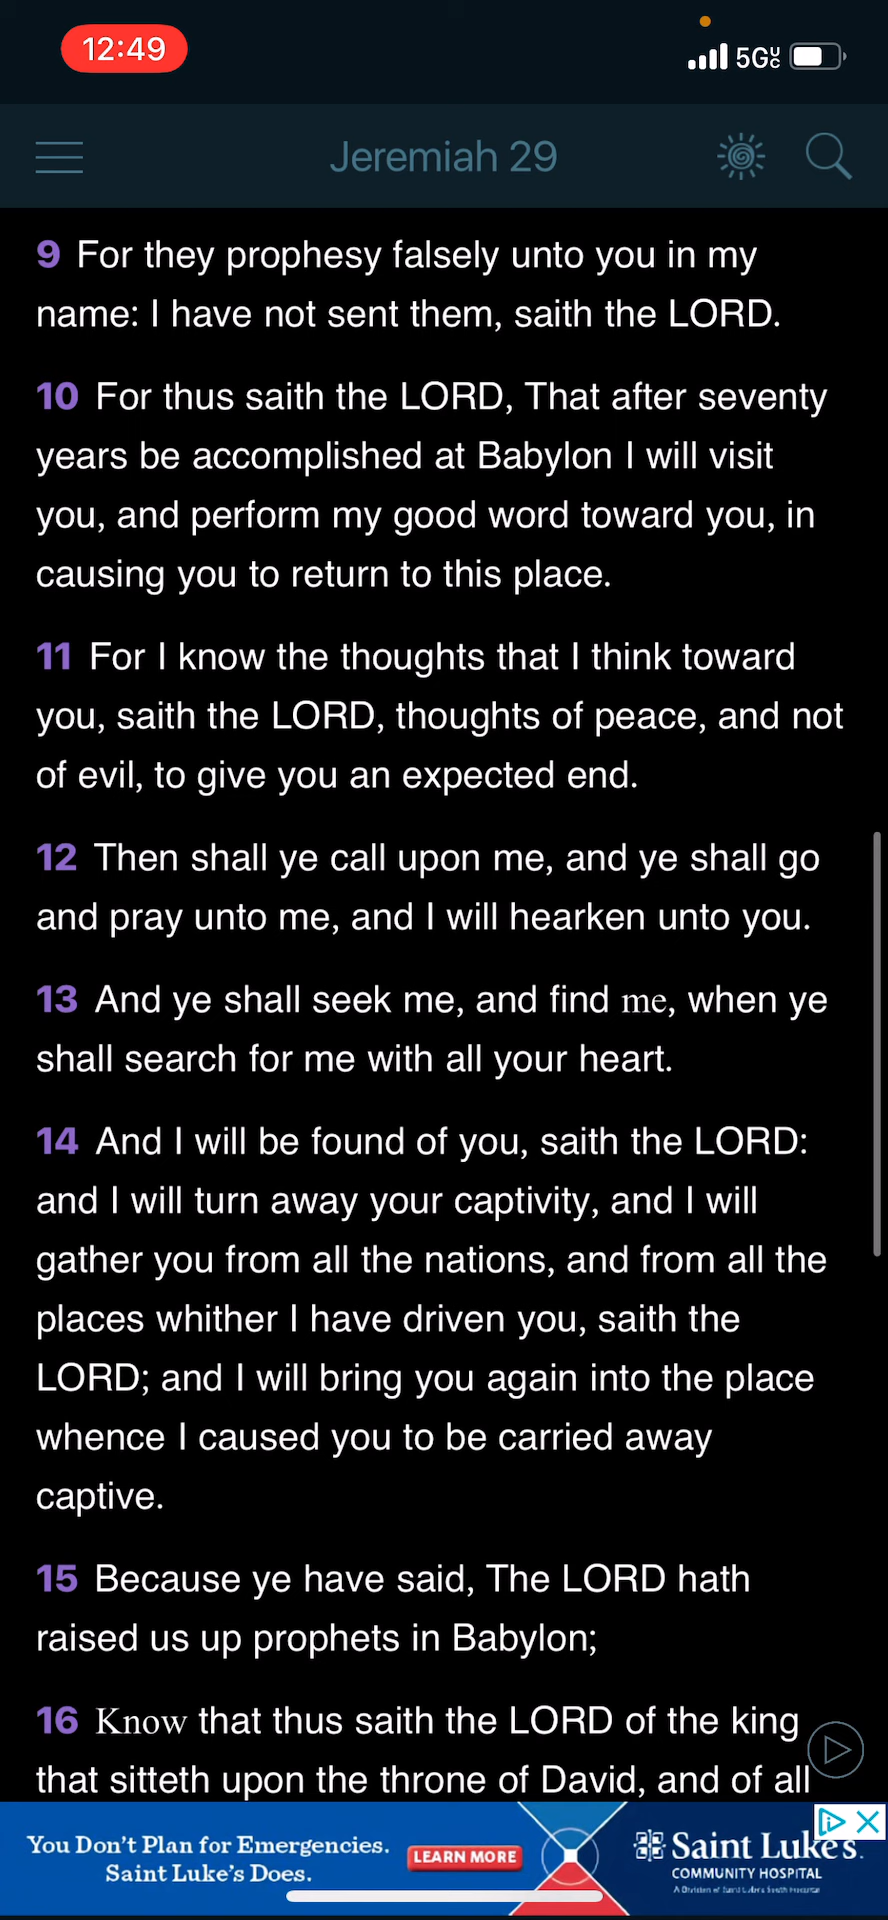 12:49
5G UC
Jeremiah 29
9 For they prophesy falsely unto you in my
name: I have not sent them, saith the LORD.
10 For thus saith the LORD, That after seventy
years be accomplished at Babylon I will visit
you, and perform my good word toward you, in
causing you to return to this place.
11 For I know the thoughts that I think toward
you, saith the LORD, thoughts of peace, and not
of evil, to give you an expected end.
12 Then shall ye call upon me, and ye shall go
and pray unto me, and I will hearken unto you.
13 And ye shall seek me, and find me, when ye
shall search for me with all your heart.
14 And I will be found of you, saith the LORD:
and I will turn away your captivity, and I will
gather you from all the nations, and from all the
places whither I have driven you, saith the
LORD; and I will bring you again into the place
whence I caused you to be carried away
captive.
15 Because ye have said, The LORD hath
raised us up prophets in Babylon;
16 Know that thus saith the LORD of the king
that sitteth upon the throne of David, and of all
You Don't Plan for Emergencies.
Saint Luke's Does.
LEARN MORE
Saint Luke's.
COMMUNITY HOSPITAL